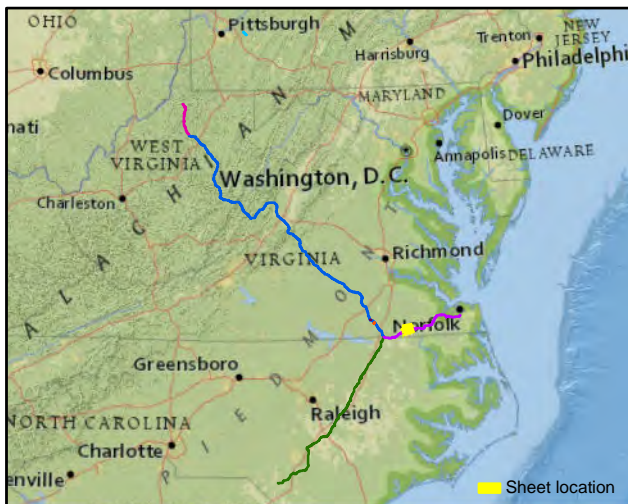 OHIO
Pittsburgh
Harrisburg
Trenton
NEW
JERSEY
Philadelphi
Columbus
MARYLAND
Dover
nati
WEST
VIRGINIA
Annapolis
DELAWARE
Washington, D.C.
Charleston
Richmond
VIRGINIA
Norfolk
Greensboro
Raleigh
NORTH CAROLINA
Charlotte
enville
A L A C H I A N M
P I E D M O N T
Sheet location